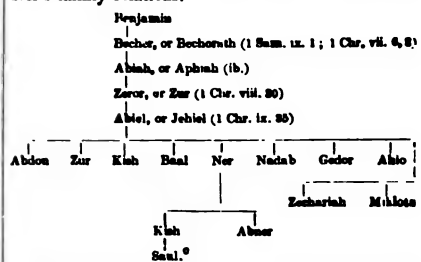 Benjamin
Becher, or Bechorath (1 Sam. ix. 1; 1 Chr. vii. 6, 8)
Abiah, or Aphiah (ib.)
Zeror, or Zur (1 Chr. viii. 30)
Abiel, or Jehiel (1 Chr. ix. 35)
Abdon Zur Kish Baal Ner Nadab Gedor Ahio
Zechariah Mikloth
Kish Abner
Saul.